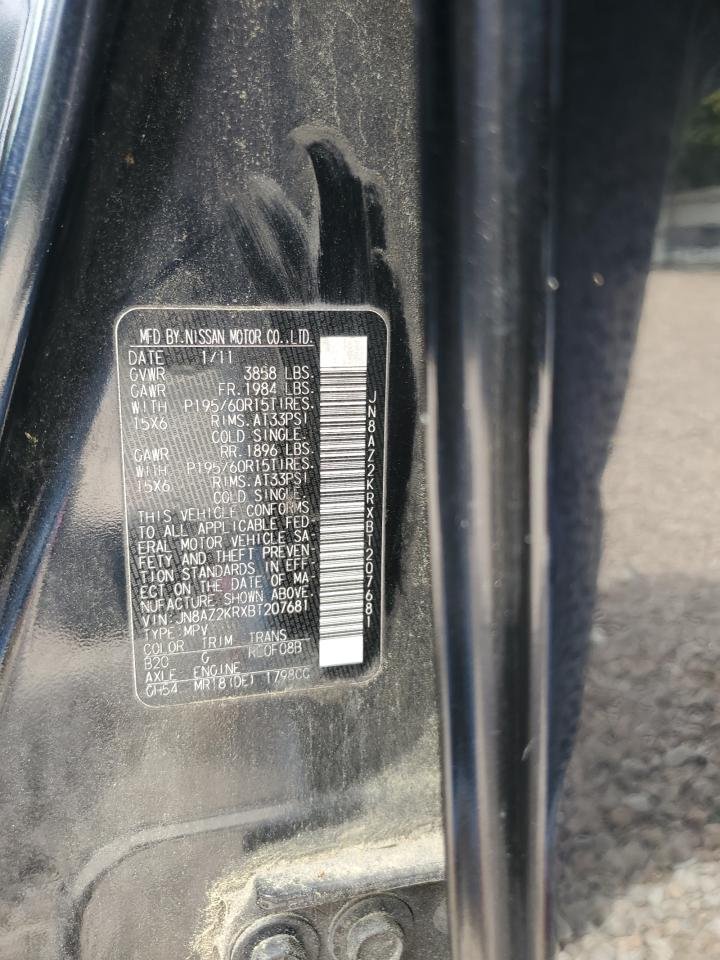 MFD BY.NISSAN MOTOR CO.,LTD.
DATE 1/11
GVWR 3858 LBS.
GAWR FR.1984 LBS.
WITH P195/60R15TIRES.
15X6 RIMS.AT33PSI
COLD SINGLE.
GAWR RR.1896 LBS.
WITH P195/60R15TIRES.
15X6 RIMS.AT33PSI
COLD SINGLE.
THIS VEHICLE CONFORMS
TO ALL APPLICABLE FED
ERAL MOTOR VEHICLE SA
FETY AND THEFT PREVEN-
TION STANDARDS IN EFF-
ECT ON THE DATE OF MA-
NUFACTURE SHOWN ABOVE.
VIN:JN8AZ2KRXBT207681
TYPE:MPV
COLOR TRIM TRANS
B20 G RE0F08B
AXLE ENGINE
GH54 MR18(DE) 1798CC
JN8AZ2KRXBT207681